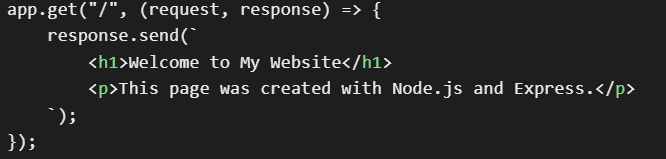 app.get("/", (request, response) => {
    response.send(`
        <h1>Welcome to My Website</h1>
        <p>This page was created with Node.js and Express.</p>
    `);
});